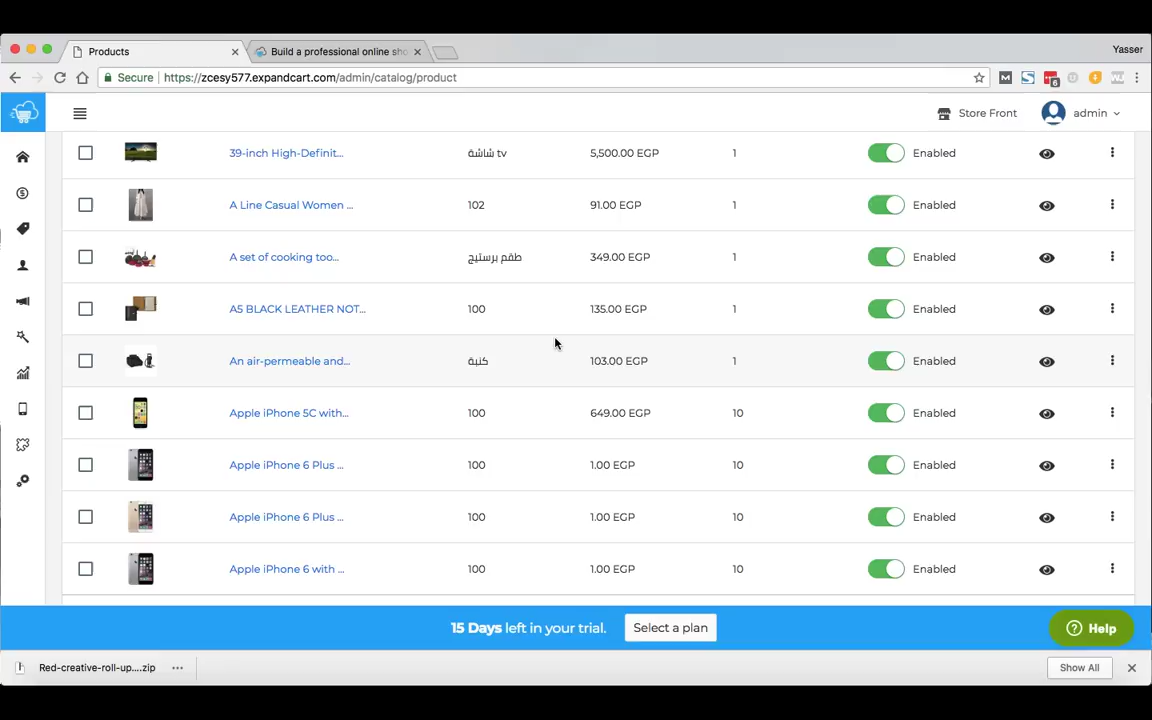 Products
Build a professional online sho
Yasser
Secure
https://zcesy577.expandcart.com/admin/catalog/product
6
Store Front
admin
39-inch High-Definit... شاشة tv 5,500.00 EGP 1 Enabled
A Line Casual Women ... 102 91.00 EGP 1 Enabled
A set of cooking too... طقم برستيج 349.00 EGP 1 Enabled
A5 BLACK LEATHER NOT... 100 135.00 EGP 1 Enabled
An air-permeable and... كنبة 103.00 EGP 1 Enabled
Apple iPhone 5C with... 100 649.00 EGP 10 Enabled
Apple iPhone 6 Plus ... 100 1.00 EGP 10 Enabled
Apple iPhone 6 Plus ... 100 1.00 EGP 10 Enabled
Apple iPhone 6 with ... 100 1.00 EGP 10 Enabled
15 Days left in your trial. Select a plan
Help
Red-creative-roll-up....zip
Show All